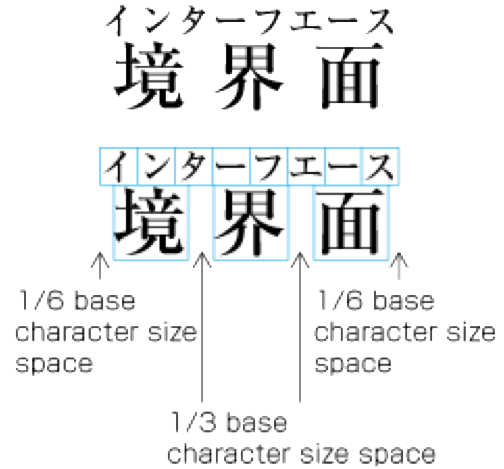 インターフエース
境界面
インターフエース
境界面
1/6 base
character size
space
1/6 base
character size
space
1/3 base
character size space